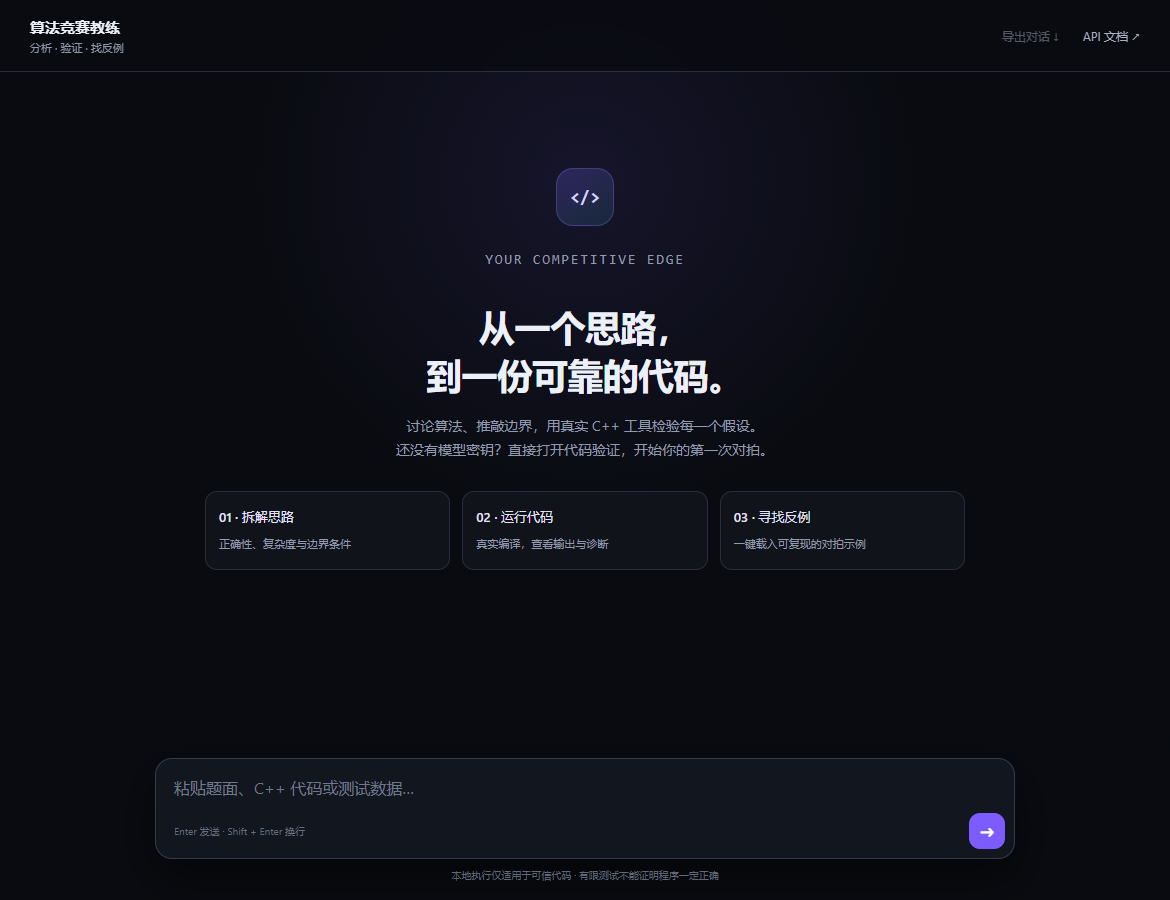 算法竞赛教练
分析 · 验证 · 找反例
导出对话 ↓
API 文档 ↗
</>
YOUR COMPETITIVE EDGE
从一个思路，
到一份可靠的代码。
讨论算法、推敲边界，用真实 C++ 工具检验每一个假设。
还没有模型密钥？直接打开代码验证，开始你的第一次对拍。
01 · 拆解思路
正确性、复杂度与边界条件
02 · 运行代码
真实编译，查看输出与诊断
03 · 寻找反例
一键载入可复现的对拍示例
粘贴题面、C++ 代码或测试数据...
Enter 发送 · Shift + Enter 换行
➔
本地执行仅适用于可信代码 · 有限测试不能证明程序一定正确